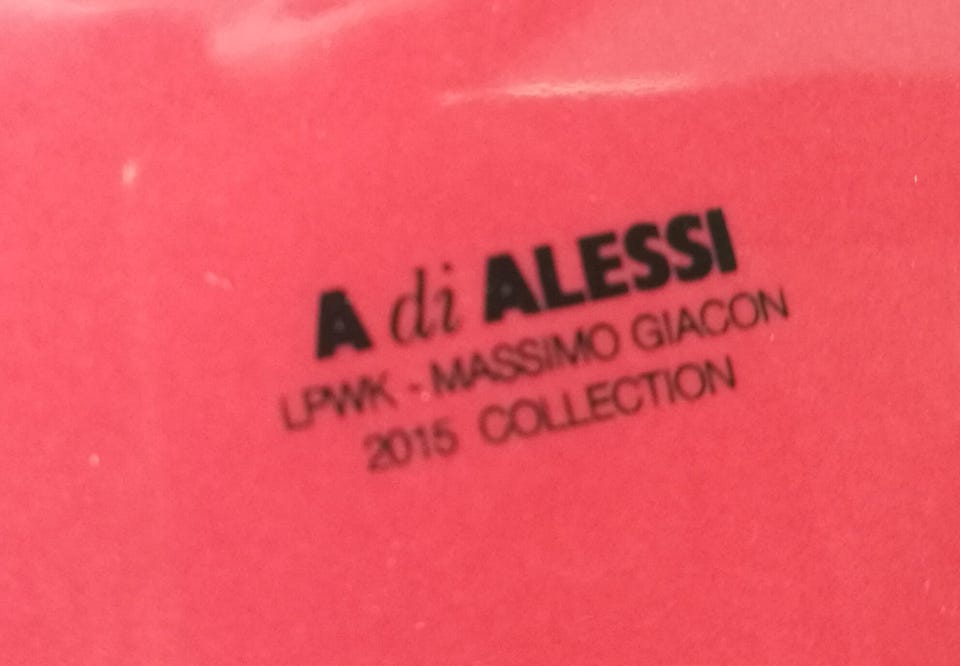 A di ALESSI
LPWK - MASSIMO GIACON
2015 COLLECTION